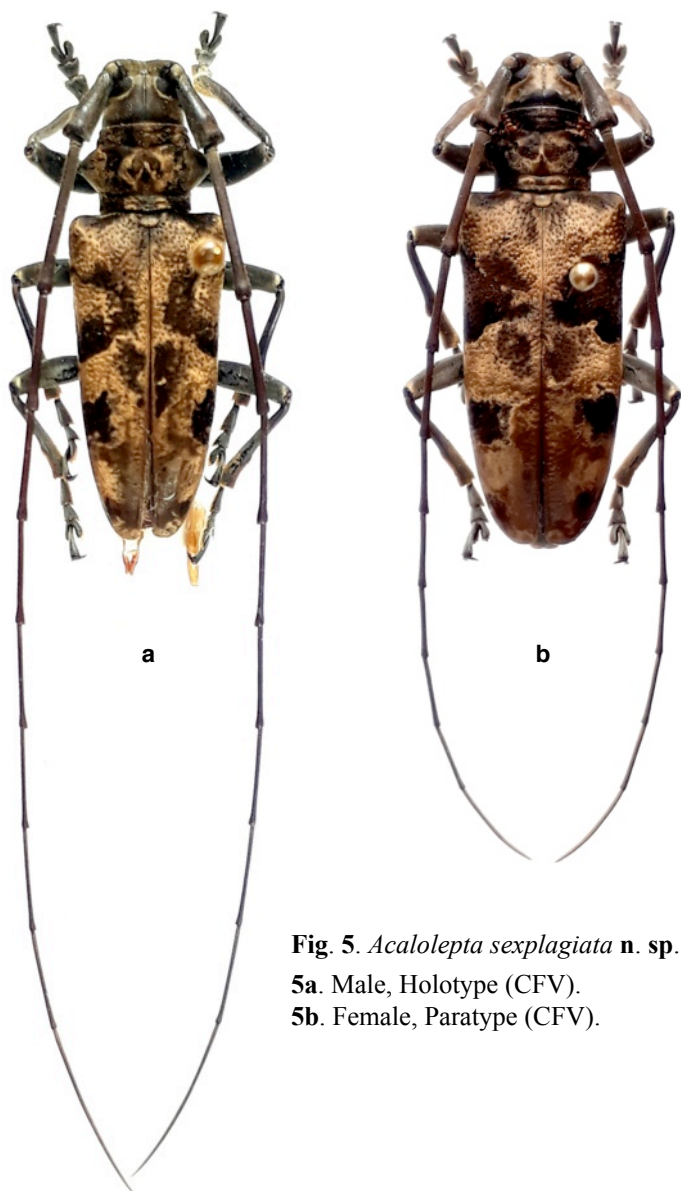 a
b
Fig. 5. Acalolepta sexplagiata n. sp.
5a. Male, Holotype (CFV).
5b. Female, Paratype (CFV).